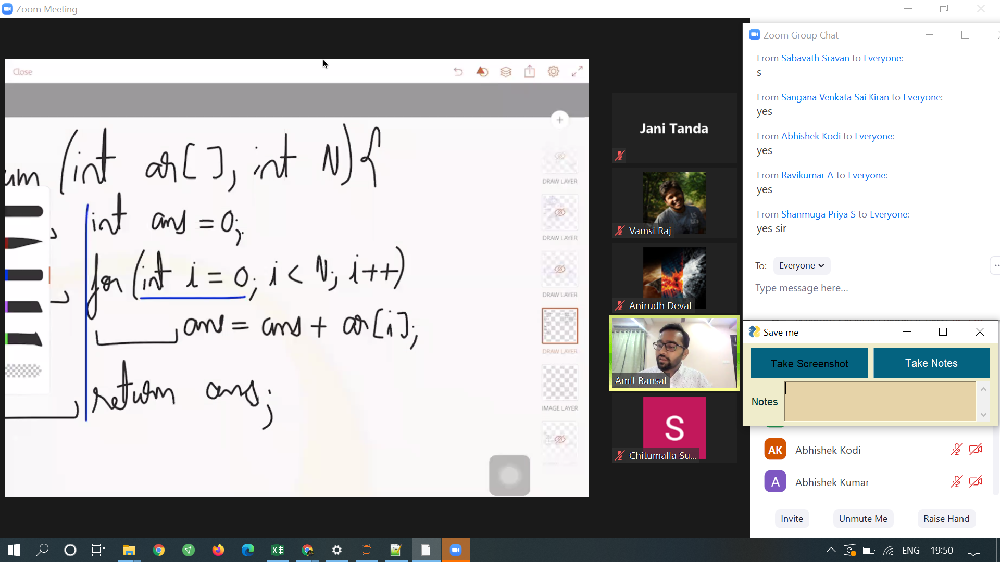 Zoom Meeting
Close
um (int ar[], int N){
int ans = 0;
for (int i = 0; i < N; i++)
ans = ans + ar[i];
return ans;
DRAW LAYER
DRAW LAYER
DRAW LAYER
DRAW LAYER
IMAGE LAYER
Jani Tanda
Vamsi Raj
Anirudh Deval
Amit Bansal
S
Chitumalla Su...
Zoom Group Chat
From Sabavath Sravan to Everyone:
s
From Sangana Venkata Sai Kiran to Everyone:
yes
From Abhishek Kodi to Everyone:
yes
From Ravikumar A to Everyone:
yes
From Shanmuga Priya S to Everyone:
yes sir
To: Everyone
Type message here...
Save me
Take Screenshot Take Notes
Notes
AK Abhishek Kodi
A Abhishek Kumar
Invite Unmute Me Raise Hand
ENG 19:50